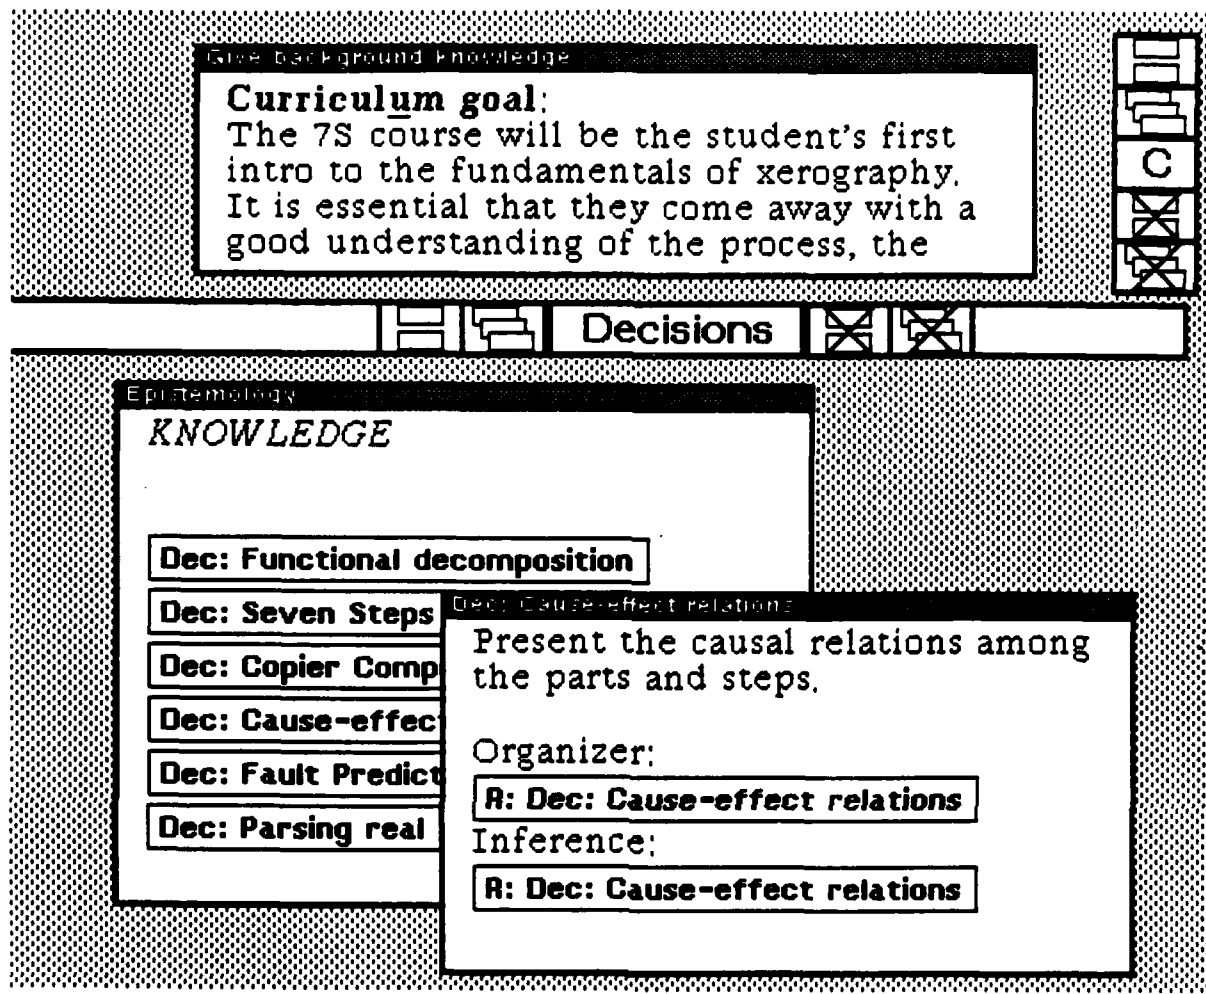 Give background knowledge
Curriculum goal:
The 7S course will be the student's first
intro to the fundamentals of xerography.
It is essential that they come away with a
good understanding of the process, the
C
Decisions
Epistemology
KNOWLEDGE
Dec: Functional decomposition
Dec: Seven Steps
Dec: Copier Comp
Dec: Cause-effect
Dec: Fault Predict
Dec: Parsing real
Dec: Cause-effect relations
Present the causal relations among
the parts and steps.
Organizer:
R: Dec: Cause-effect relations
Inference:
R: Dec: Cause-effect relations